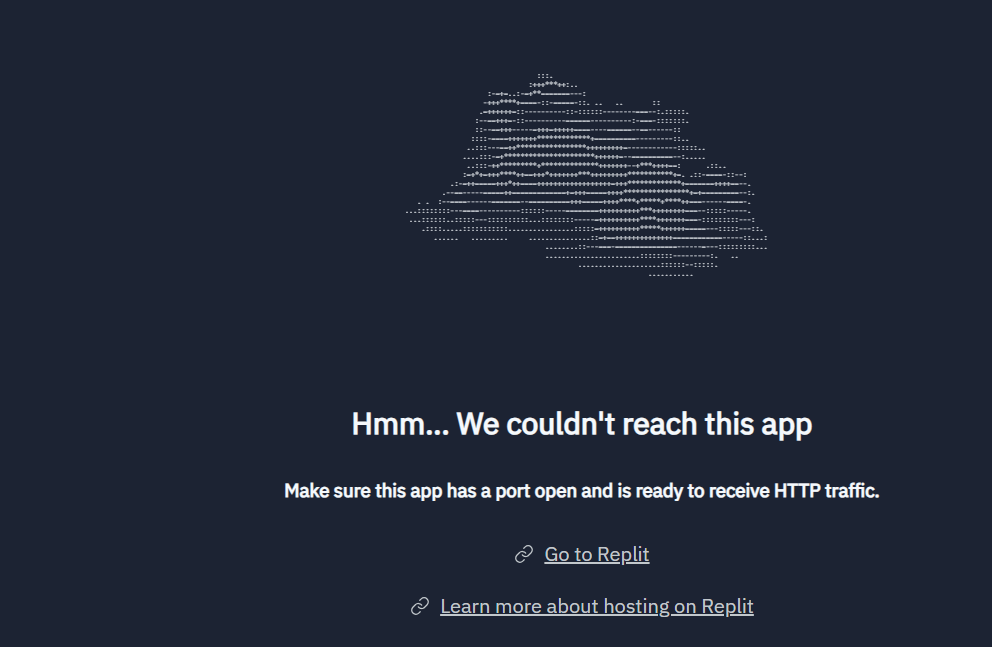 Hmm... We couldn't reach this app
Make sure this app has a port open and is ready to receive HTTP traffic.
Go to Replit
Learn more about hosting on Replit